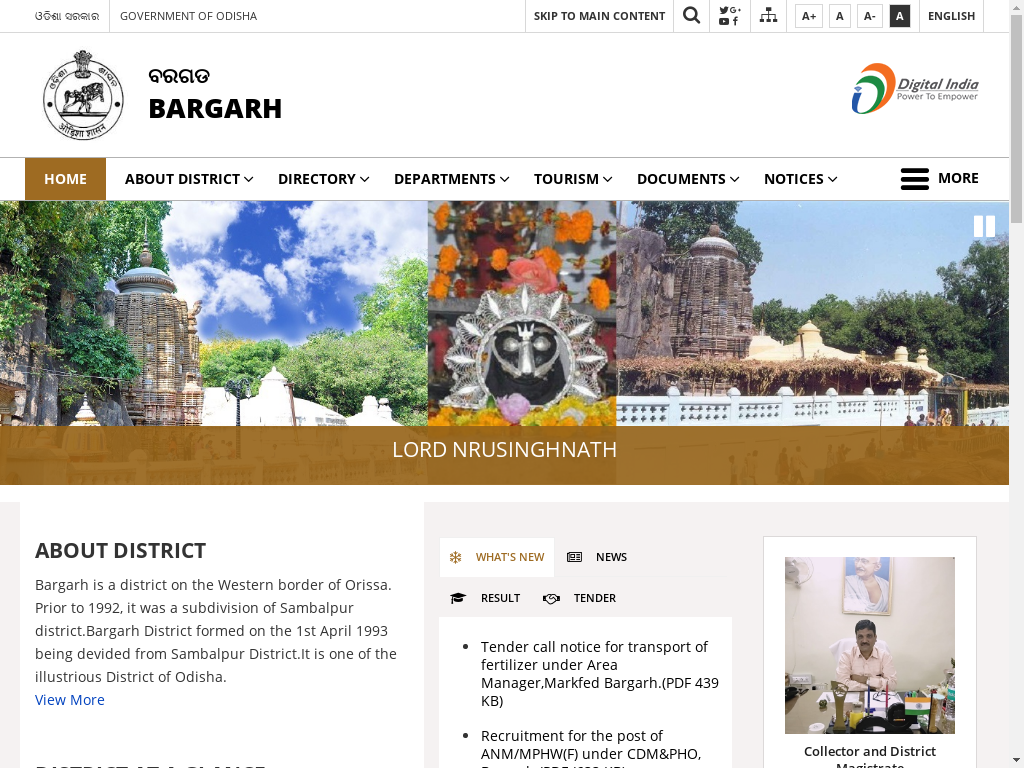 ଓଡିଶା ସରକାର
GOVERNMENT OF ODISHA
SKIP TO MAIN CONTENT
A+
A
A-
A
ENGLISH
ବରଗଡ
BARGARH
Digital India
Power To Empower
HOME
ABOUT DISTRICT
DIRECTORY
DEPARTMENTS
TOURISM
DOCUMENTS
NOTICES
MORE
LORD NRUSINGHNATH
ABOUT DISTRICT
Bargarh is a district on the Western border of Orissa.
Prior to 1992, it was a subdivision of Sambalpur
district.Bargarh District formed on the 1st April 1993
being devided from Sambalpur District.It is one of the
illustrious District of Odisha.
View More
WHAT'S NEW
NEWS
RESULT
TENDER
Tender call notice for transport of
fertilizer under Area
Manager,Markfed Bargarh.(PDF 439
KB)
Recruitment for the post of
ANM/MPHW(F) under CDM&PHO,
Collector and District
Magistrate
DISTRICT AT A GLANCE